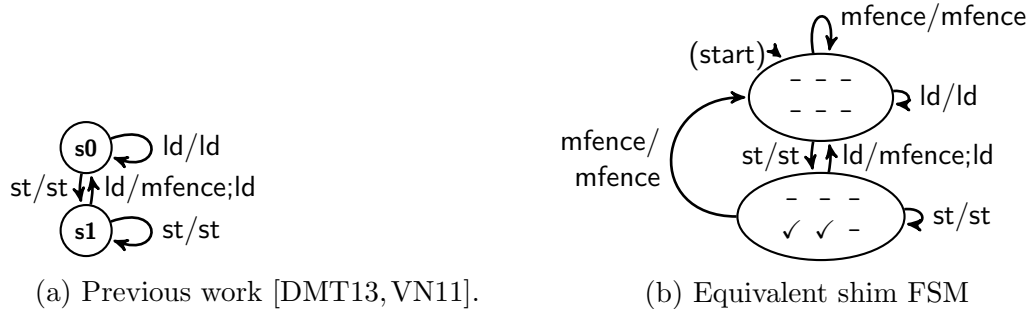 s0
ld/ld
st/st
ld/mfence;ld
s1
st/st
(a) Previous work [DMT13, VN11].
mfence/mfence
(start)
– – –
– – –
ld/ld
mfence/
mfence
st/st
ld/mfence;ld
– – –
✓ ✓ –
st/st
(b) Equivalent shim FSM